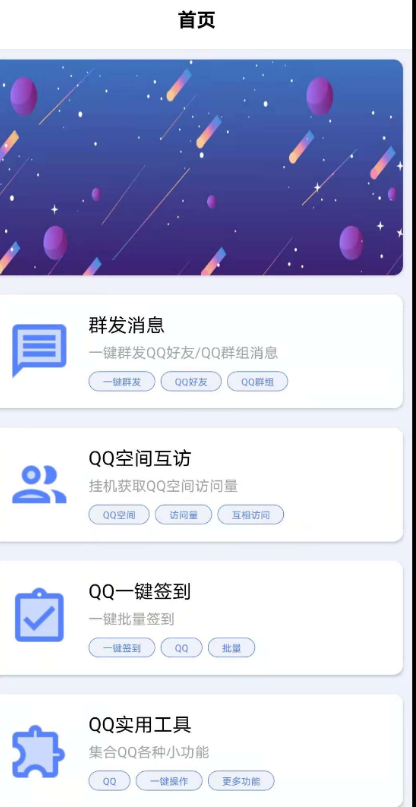 首页
群发消息
一键群发QQ好友/QQ群组消息
一键群发 QQ好友 QQ群组
QQ空间互访
挂机获取QQ空间访问量
QQ空间 访问量 互相访问
QQ一键签到
一键批量签到
一键签到 QQ 批量
QQ实用工具
集合QQ各种小功能
QQ 一键操作 更多功能